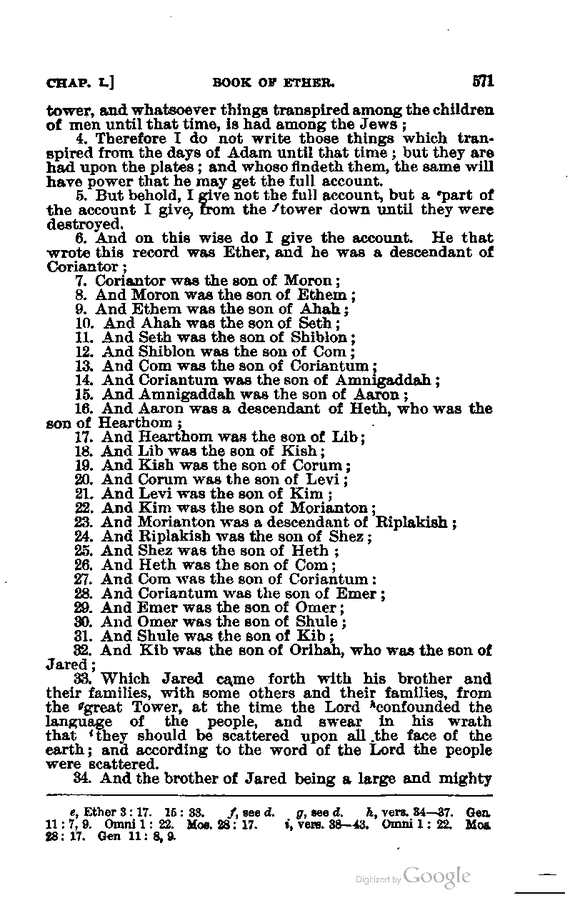 CHAP. I.] BOOK OF ETHER. 571
tower, and whatsoever things transpired among the children
of men until that time, is had among the Jews ;
4. Therefore I do not write those things which tran-
spired from the days of Adam until that time ; but they are
had upon the plates ; and whoso findeth them, the same will
have power that he may get the full account.
5. But behold, I give not the full account, but a ᵉpart of
the account I give, from the ᶠtower down until they were
destroyed.
6. And on this wise do I give the account. He that
wrote this record was Ether, and he was a descendant of
Coriantor ;
7. Coriantor was the son of Moron ;
8. And Moron was the son of Ethem ;
9. And Ethem was the son of Ahah ;
10. And Ahah was the son of Seth ;
11. And Seth was the son of Shiblon ;
12. And Shiblon was the son of Com ;
13. And Com was the son of Coriantum ;
14. And Coriantum was the son of Amnigaddah ;
15. And Amnigaddah was the son of Aaron ;
16. And Aaron was a descendant of Heth, who was the
son of Hearthom ;
17. And Hearthom was the son of Lib ;
18. And Lib was the son of Kish ;
19. And Kish was the son of Corum ;
20. And Corum was the son of Levi ;
21. And Levi was the son of Kim ;
22. And Kim was the son of Morianton ;
23. And Morianton was a descendant of Riplakish ;
24. And Riplakish was the son of Shez ;
25. And Shez was the son of Heth ;
26. And Heth was the son of Com ;
27. And Com was the son of Coriantum :
28. And Coriantum was the son of Emer ;
29. And Emer was the son of Omer ;
30. And Omer was the son of Shule ;
31. And Shule was the son of Kib ;
32. And Kib was the son of Orihah, who was the son of
Jared ;
33. Which Jared came forth with his brother and
their families, with some others and their families, from
the ᵍgreat Tower, at the time the Lord ʰconfounded the
language of the people, and swear in his wrath
that ⁱthey should be scattered upon all the face of the
earth ; and according to the word of the Lord the people
were scattered.
34. And the brother of Jared being a large and mighty
e, Ether 3 : 17. 15 : 33. f, see d. g, see d. h, vers. 34—37. Gen.
11 : 7, 9. Omni 1 : 22. Mos. 28 : 17. i, vers. 38—43. Omni 1 : 22. Mos.
28 : 17. Gen 11 : 8, 9.
Digitized by Google